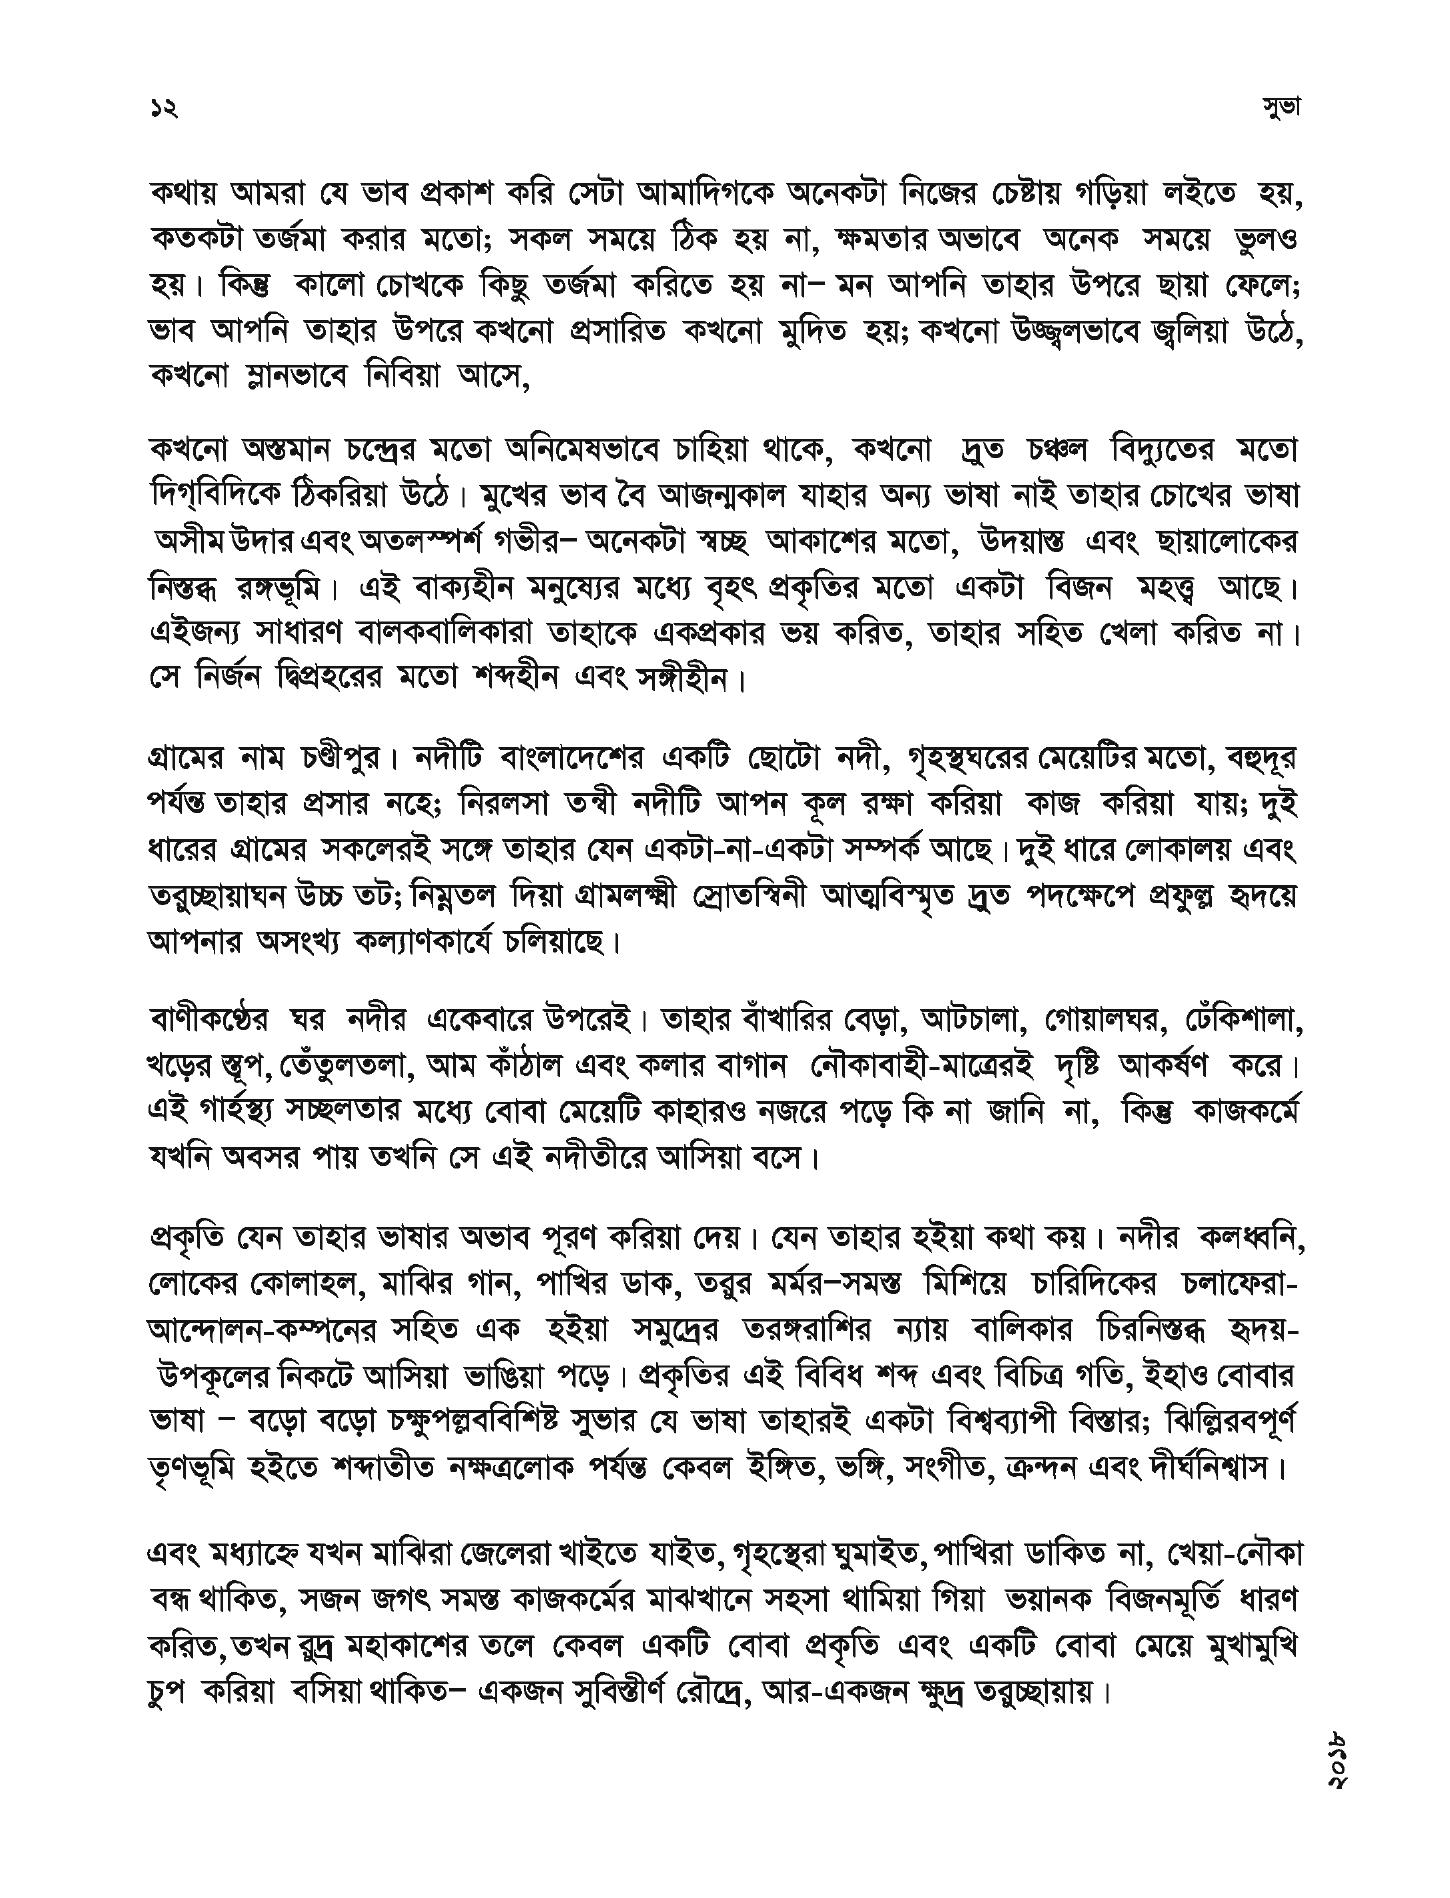 ১২ সুভা
কথায় আমরা যে ভাব প্রকাশ করি সেটা আমাদিগকে অনেকটা নিজের চেষ্টায় গড়িয়া লইতে হয়,
কতকটা তর্জমা করার মতো; সকল সময়ে ঠিক হয় না, ক্ষমতার অভাবে অনেক সময়ে ভুলও
হয়। কিন্তু কালো চোখকে কিছু তর্জমা করিতে হয় না– মন আপনি তাহার উপরে ছায়া ফেলে;
ভাব আপনি তাহার উপরে কখনো প্রসারিত কখনো মুদিত হয়; কখনো উজ্জ্বলভাবে জ্বলিয়া উঠে,
কখনো ম্লানভাবে নিবিয়া আসে,
কখনো অস্তমান চন্দ্রের মতো অনিমেষভাবে চাহিয়া থাকে, কখনো দ্রুত চঞ্চল বিদ্যুতের মতো
দিগ্‌বিদিকে ঠিকরিয়া উঠে। মুখের ভাব বৈ আজন্মকাল যাহার অন্য ভাষা নাই তাহার চোখের ভাষা
অসীম উদার এবং অতলস্পর্শ গভীর– অনেকটা স্বচ্ছ আকাশের মতো, উদয়াস্ত এবং ছায়ালোকের
নিস্তব্ধ রঙ্গভূমি। এই বাক্যহীন মনুষ্যের মধ্যে বৃহৎ প্রকৃতির মতো একটা বিজন মহত্ত্ব আছে।
এইজন্য সাধারণ বালকবালিকারা তাহাকে একপ্রকার ভয় করিত, তাহার সহিত খেলা করিত না।
সে নির্জন দ্বিপ্রহরের মতো শব্দহীন এবং সঙ্গীহীন।
গ্রামের নাম চণ্ডীপুর। নদীটি বাংলাদেশের একটি ছোটো নদী, গৃহস্থঘরের মেয়েটির মতো, বহুদূর
পর্যন্ত তাহার প্রসার নহে; নিরলসা তন্বী নদীটি আপন কূল রক্ষা করিয়া কাজ করিয়া যায়; দুই
ধারের গ্রামের সকলেরই সঙ্গে তাহার যেন একটা-না-একটা সম্পর্ক আছে। দুই ধারে লোকালয় এবং
তরুচ্ছায়াঘন উচ্চ তট; নিম্নতল দিয়া গ্রামলক্ষ্মী স্রোতস্বিনী আত্মবিস্মৃত দ্রুত পদক্ষেপে প্রফুল্ল হৃদয়ে
আপনার অসংখ্য কল্যাণকার্যে চলিয়াছে।
বাণীকণ্ঠের ঘর নদীর একেবারে উপরেই। তাহার বাঁখারির বেড়া, আটচালা, গোয়ালঘর, ঢেঁকিশালা,
খড়ের স্তূপ, তেঁতুলতলা, আম কাঁঠাল এবং কলার বাগান নৌকাবাহী-মাত্রেরই দৃষ্টি আকর্ষণ করে।
এই গার্হস্থ্য সচ্ছলতার মধ্যে বোবা মেয়েটি কাহারও নজরে পড়ে কি না জানি না, কিন্তু কাজকর্মে
যখনি অবসর পায় তখনি সে এই নদীতীরে আসিয়া বসে।
প্রকৃতি যেন তাহার ভাষার অভাব পূরণ করিয়া দেয়। যেন তাহার হইয়া কথা কয়। নদীর কলধ্বনি,
লোকের কোলাহল, মাঝির গান, পাখির ডাক, তরুর মর্মর–সমস্ত মিশিয়ে চারিদিকের চলাফেরা-
আন্দোলন-কম্পনের সহিত এক হইয়া সমুদ্রের তরঙ্গরাশির ন্যায় বালিকার চিরনিস্তব্ধ হৃদয়-
উপকূলের নিকটে আসিয়া ভাঙিয়া পড়ে। প্রকৃতির এই বিবিধ শব্দ এবং বিচিত্র গতি, ইহাও বোবার
ভাষা – বড়ো বড়ো চক্ষুপল্লববিশিষ্ট সুভার যে ভাষা তাহারই একটা বিশ্বব্যাপী বিস্তার; ঝিল্লিরবপূর্ণ
তৃণভূমি হইতে শব্দাতীত নক্ষত্রলোক পর্যন্ত কেবল ইঙ্গিত, ভঙ্গি, সংগীত, ক্রন্দন এবং দীর্ঘনিশ্বাস।
এবং মধ্যাহ্নে যখন মাঝিরা জেলেরা খাইতে যাইত, গৃহস্থেরা ঘুমাইত, পাখিরা ডাকিত না, খেয়া-নৌকা
বন্ধ থাকিত, সজন জগৎ সমস্ত কাজকর্মের মাঝখানে সহসা থামিয়া গিয়া ভয়ানক বিজনমূর্তি ধারণ
করিত, তখন রুদ্র মহাকাশের তলে কেবল একটি বোবা প্রকৃতি এবং একটি বোবা মেয়ে মুখামুখি
চুপ করিয়া বসিয়া থাকিত– একজন সুবিস্তীর্ণ রৌদ্রে, আর-একজন ক্ষুদ্র তরুচ্ছায়ায়।
২০১৮